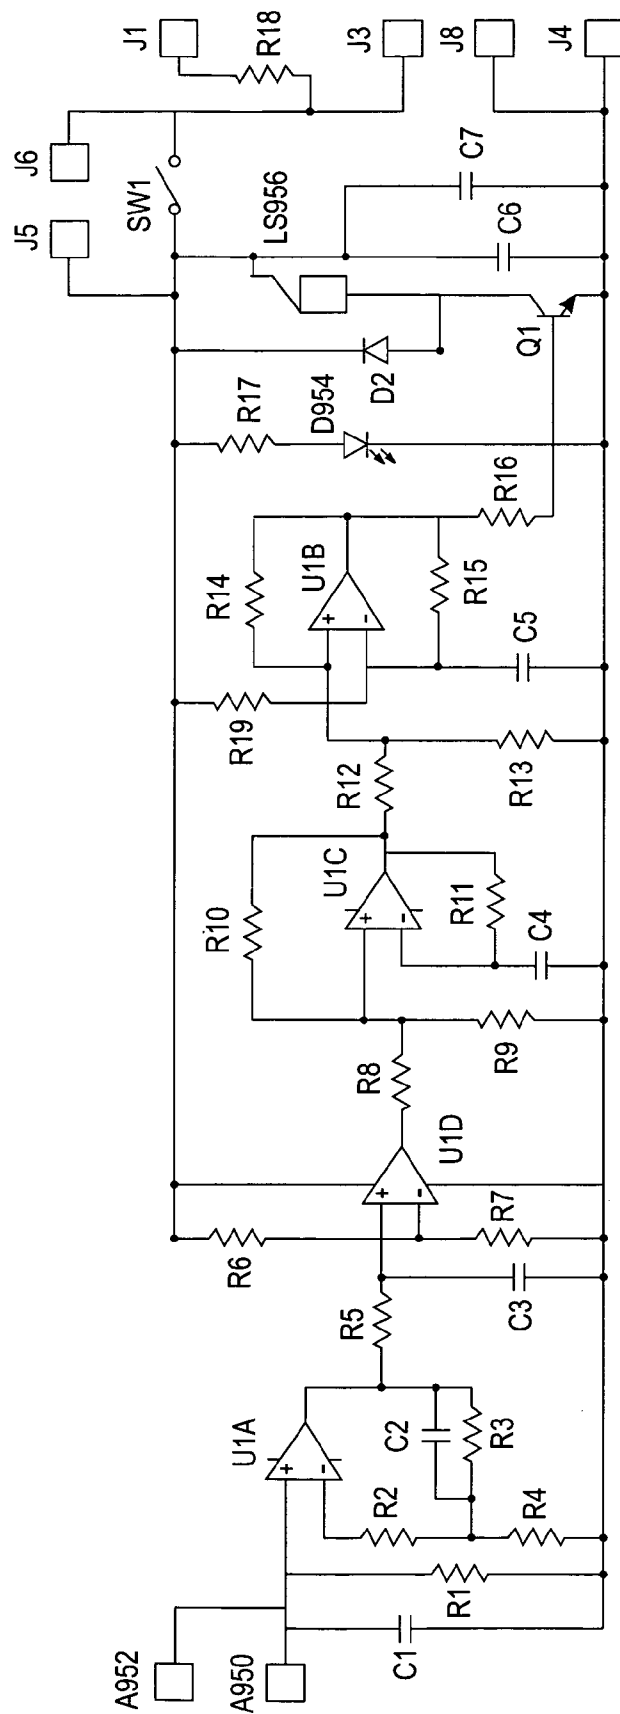 A952
A950
C1
R1
R2
R4
U1A
C2
R3
R5
C3
R6
R7
U1D
+
-
R8
R9
R10
U1C
+
-
R11
C4
R12
R13
R19
R14
U1B
+
-
R15
C5
R16
R17
D954
D2
Q1
LS956
C6
C7
SW1
J5
J6
J1
R18
J3
J8
J4
+
-